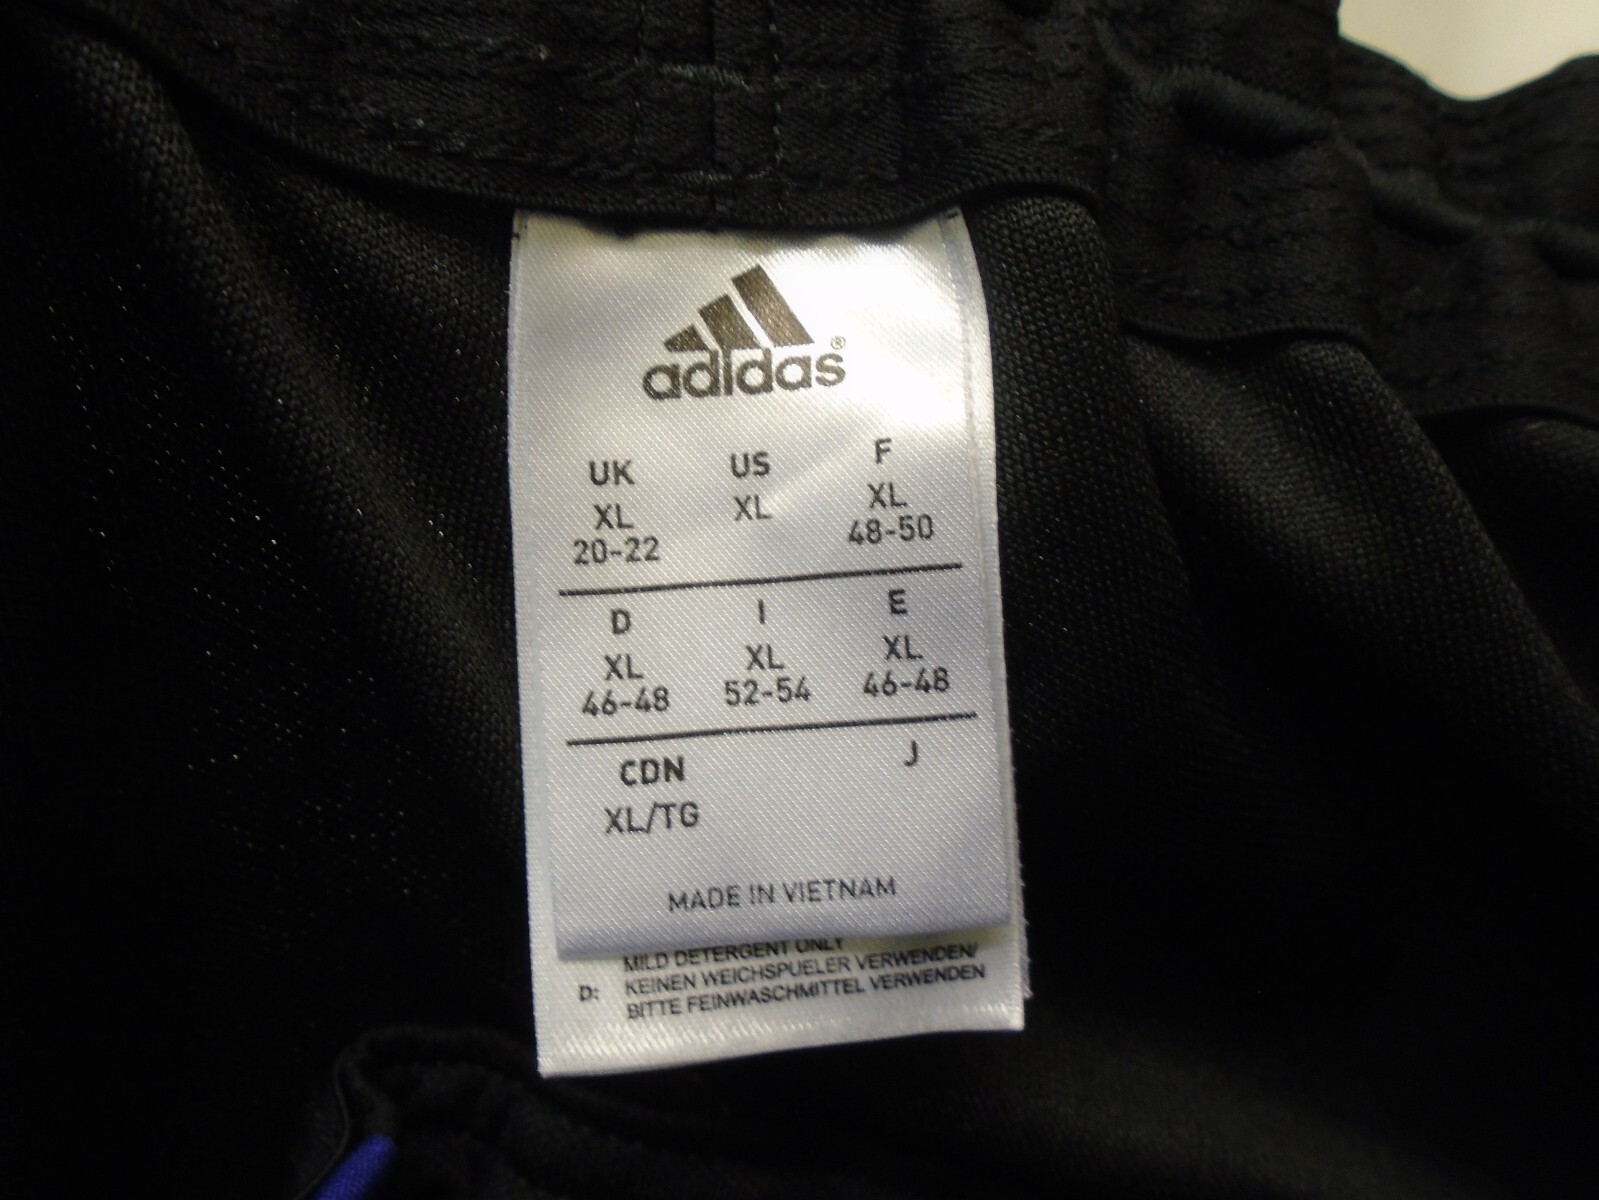 adidas®
UK US F
XL XL XL
20-22 48-50
D I E
XL XL XL
46-48 52-54 46-48
CDN J
XL/TG
MADE IN VIETNAM
MILD DETERGENT ONLY
D: KEINEN WEICHSPUELER VERWENDEN/
BITTE FEINWASCHMITTEL VERWENDEN